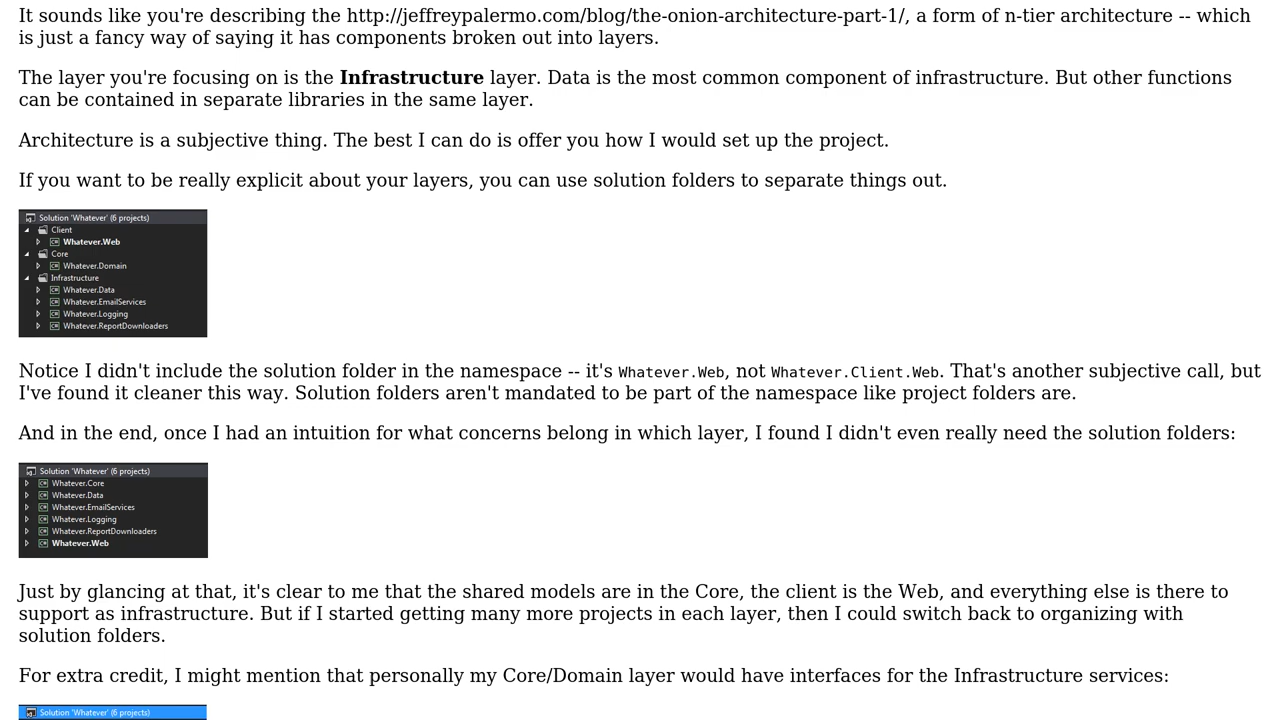 It sounds like you're describing the http://jeffreypalermo.com/blog/the-onion-architecture-part-1/, a form of n-tier architecture -- which
is just a fancy way of saying it has components broken out into layers.
The layer you're focusing on is the Infrastructure layer. Data is the most common component of infrastructure. But other functions
can be contained in separate libraries in the same layer.
Architecture is a subjective thing. The best I can do is offer you how I would set up the project.
If you want to be really explicit about your layers, you can use solution folders to separate things out.
Solution 'Whatever' (6 projects)
Client
Whatever.Web
Core
Whatever.Domain
Infrastructure
Whatever.Data
Whatever.EmailServices
Whatever.Logging
Whatever.ReportDownloaders
Notice I didn't include the solution folder in the namespace -- it's Whatever.Web, not Whatever.Client.Web. That's another subjective call, but
I've found it cleaner this way. Solution folders aren't mandated to be part of the namespace like project folders are.
And in the end, once I had an intuition for what concerns belong in which layer, I found I didn't even really need the solution folders:
Solution 'Whatever' (6 projects)
Whatever.Core
Whatever.Data
Whatever.EmailServices
Whatever.Logging
Whatever.ReportDownloaders
Whatever.Web
Just by glancing at that, it's clear to me that the shared models are in the Core, the client is the Web, and everything else is there to
support as infrastructure. But if I started getting many more projects in each layer, then I could switch back to organizing with
solution folders.
For extra credit, I might mention that personally my Core/Domain layer would have interfaces for the Infrastructure services:
Solution 'Whatever' (6 projects)